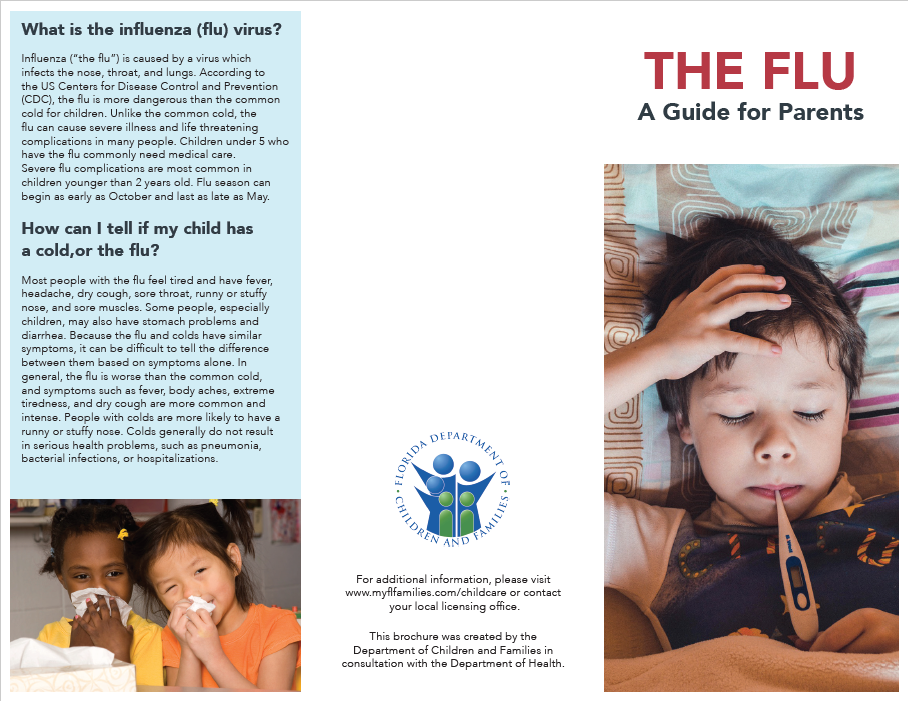 What is the influenza (flu) virus?
Influenza (“the flu”) is caused by a virus which
infects the nose, throat, and lungs. According to
the US Centers for Disease Control and Prevention
(CDC), the flu is more dangerous than the common
cold for children. Unlike the common cold, the
flu can cause severe illness and life threatening
complications in many people. Children under 5 who
have the flu commonly need medical care.
Severe flu complications are most common in
children younger than 2 years old. Flu season can
begin as early as October and last as late as May.
How can I tell if my child has
a cold,or the flu?
Most people with the flu feel tired and have fever,
headache, dry cough, sore throat, runny or stuffy
nose, and sore muscles. Some people, especially
children, may also have stomach problems and
diarrhea. Because the flu and colds have similar
symptoms, it can be difficult to tell the difference
between them based on symptoms alone. In
general, the flu is worse than the common cold,
and symptoms such as fever, body aches, extreme
tiredness, and dry cough are more common and
intense. People with colds are more likely to have a
runny or stuffy nose. Colds generally do not result
in serious health problems, such as pneumonia,
bacterial infections, or hospitalizations.
FLORIDA DEPARTMENT OF
• CHILDREN AND FAMILIES •
For additional information, please visit
www.myflfamilies.com/childcare or contact
your local licensing office.
This brochure was created by the
Department of Children and Families in
consultation with the Department of Health.
THE FLU
A Guide for Parents